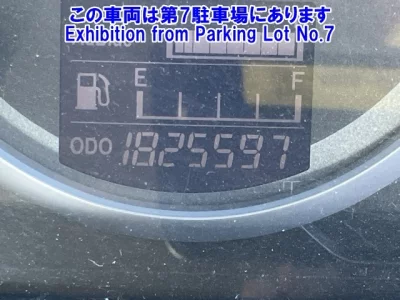 この車両は第7駐車場にあります
Exhibition from Parking Lot No.7
E F
ODO 1825597